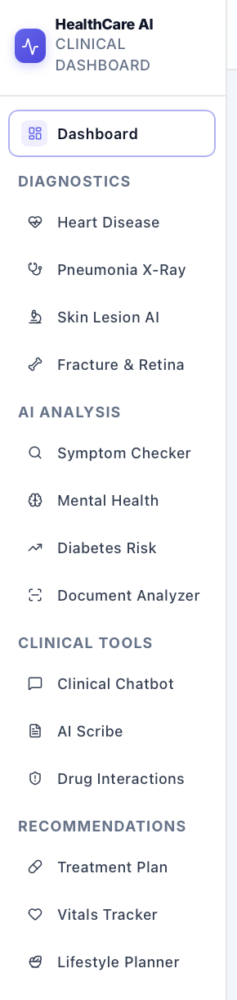 HealthCare AI
CLINICAL
DASHBOARD
Dashboard
DIAGNOSTICS
Heart Disease
Pneumonia X-Ray
Skin Lesion AI
Fracture & Retina
AI ANALYSIS
Symptom Checker
Mental Health
Diabetes Risk
Document Analyzer
CLINICAL TOOLS
Clinical Chatbot
AI Scribe
Drug Interactions
RECOMMENDATIONS
Treatment Plan
Vitals Tracker
Lifestyle Planner